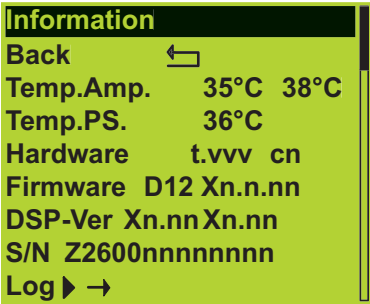 Information
Back
Temp.Amp. 35°C 38°C
Temp.PS. 36°C
Hardware t.vvv cn
Firmware D12 Xn.n.nn
DSP-Ver Xn.nn Xn.nn
S/N Z2600nnnnnnnn
Log